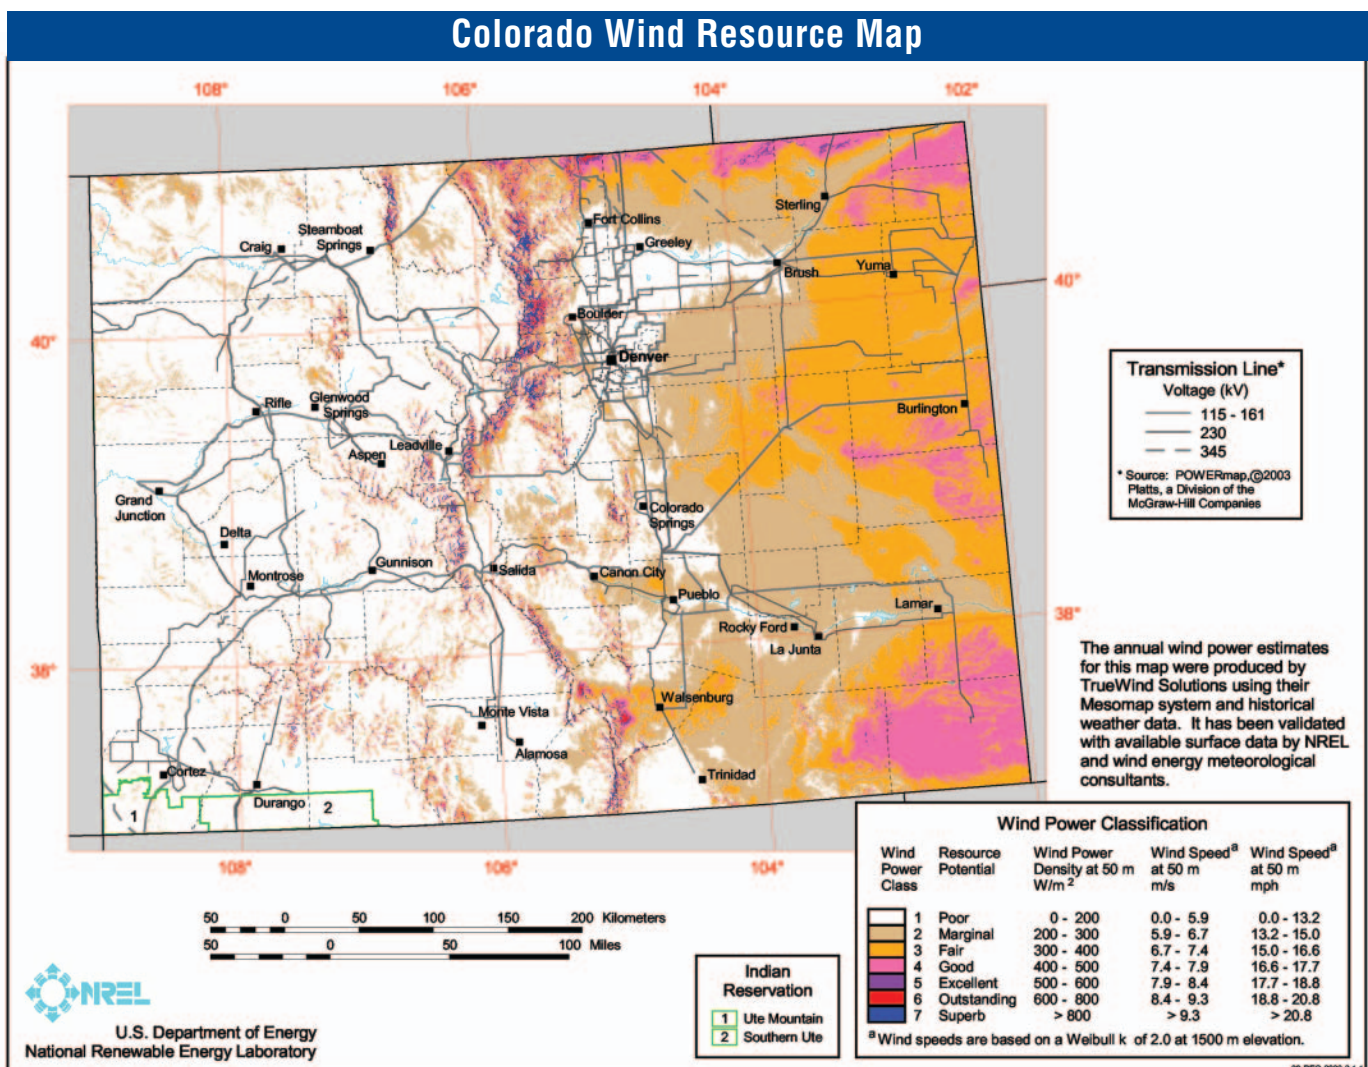 Colorado Wind Resource Map
108°
106°
104°
102°
Sterling
Fort Collins
Steamboat
Springs
Craig
Greeley
Brush
Yuma
40°
Boulder
40°
Denver
Transmission Line*
Voltage (kV)
115 - 161
230
345
* Source: POWERmap,©2003
Platts, a Division of the
McGraw-Hill Companies
Rifle
Glenwood
Springs
Burlington
Leadville
Aspen
Grand
Junction
Colorado
Springs
Delta
Gunnison
Montrose
Salida
Canon City
Pueblo
Lamar
38°
Rocky Ford
La Junta
38°
The annual wind power estimates
for this map were produced by
TrueWind Solutions using their
Mesomap system and historical
weather data. It has been validated
with available surface data by NREL
and wind energy meteorological
consultants.
Walsenburg
Monte Vista
Alamosa
Cortez
Trinidad
Durango
1
2
108°
106°
104°
Wind Power Classification
Wind Power Class
Resource Potential
Wind Power Density at 50 m W/m 2
Wind Speed a at 50 m m/s
Wind Speed a at 50 m mph
1 Poor 0 - 200 0.0 - 5.9 0.0 - 13.2
2 Marginal 200 - 300 5.9 - 6.7 13.2 - 15.0
3 Fair 300 - 400 6.7 - 7.4 15.0 - 16.6
4 Good 400 - 500 7.4 - 7.9 16.6 - 17.7
5 Excellent 500 - 600 7.9 - 8.4 17.7 - 18.8
6 Outstanding 600 - 800 8.4 - 9.3 18.8 - 20.8
7 Superb > 800 > 9.3 > 20.8
a Wind speeds are based on a Weibull k of 2.0 at 1500 m elevation.
50 0 50 100 150 200 Kilometers
50 0 50 100 Miles
Indian
Reservation
1 Ute Mountain
2 Southern Ute
NREL
U.S. Department of Energy
National Renewable Energy Laboratory